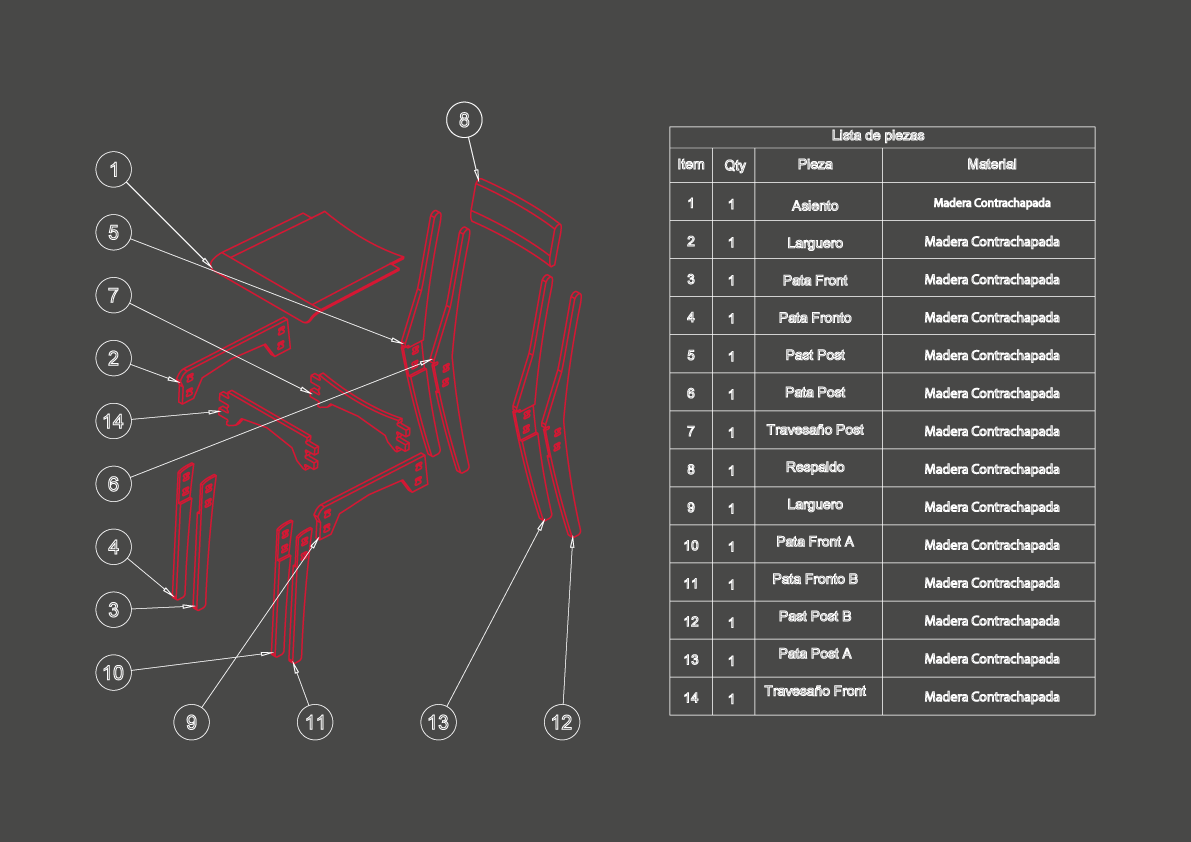 8
1
5
7
2
14
6
4
3
10
9
11
13
12
Lista de piezas
Item Qty Pieza Material
1 1 Asiento Madera Contrachapada
2 1 Larguero Madera Contrachapada
3 1 Pata Front Madera Contrachapada
4 1 Pata Fronto Madera Contrachapada
5 1 Past Post Madera Contrachapada
6 1 Pata Post Madera Contrachapada
7 1 Travesaño Post Madera Contrachapada
8 1 Respaldo Madera Contrachapada
9 1 Larguero Madera Contrachapada
10 1 Pata Front A Madera Contrachapada
11 1 Pata Fronto B Madera Contrachapada
12 1 Past Post B Madera Contrachapada
13 1 Pata Post A Madera Contrachapada
14 1 Travesaño Front Madera Contrachapada